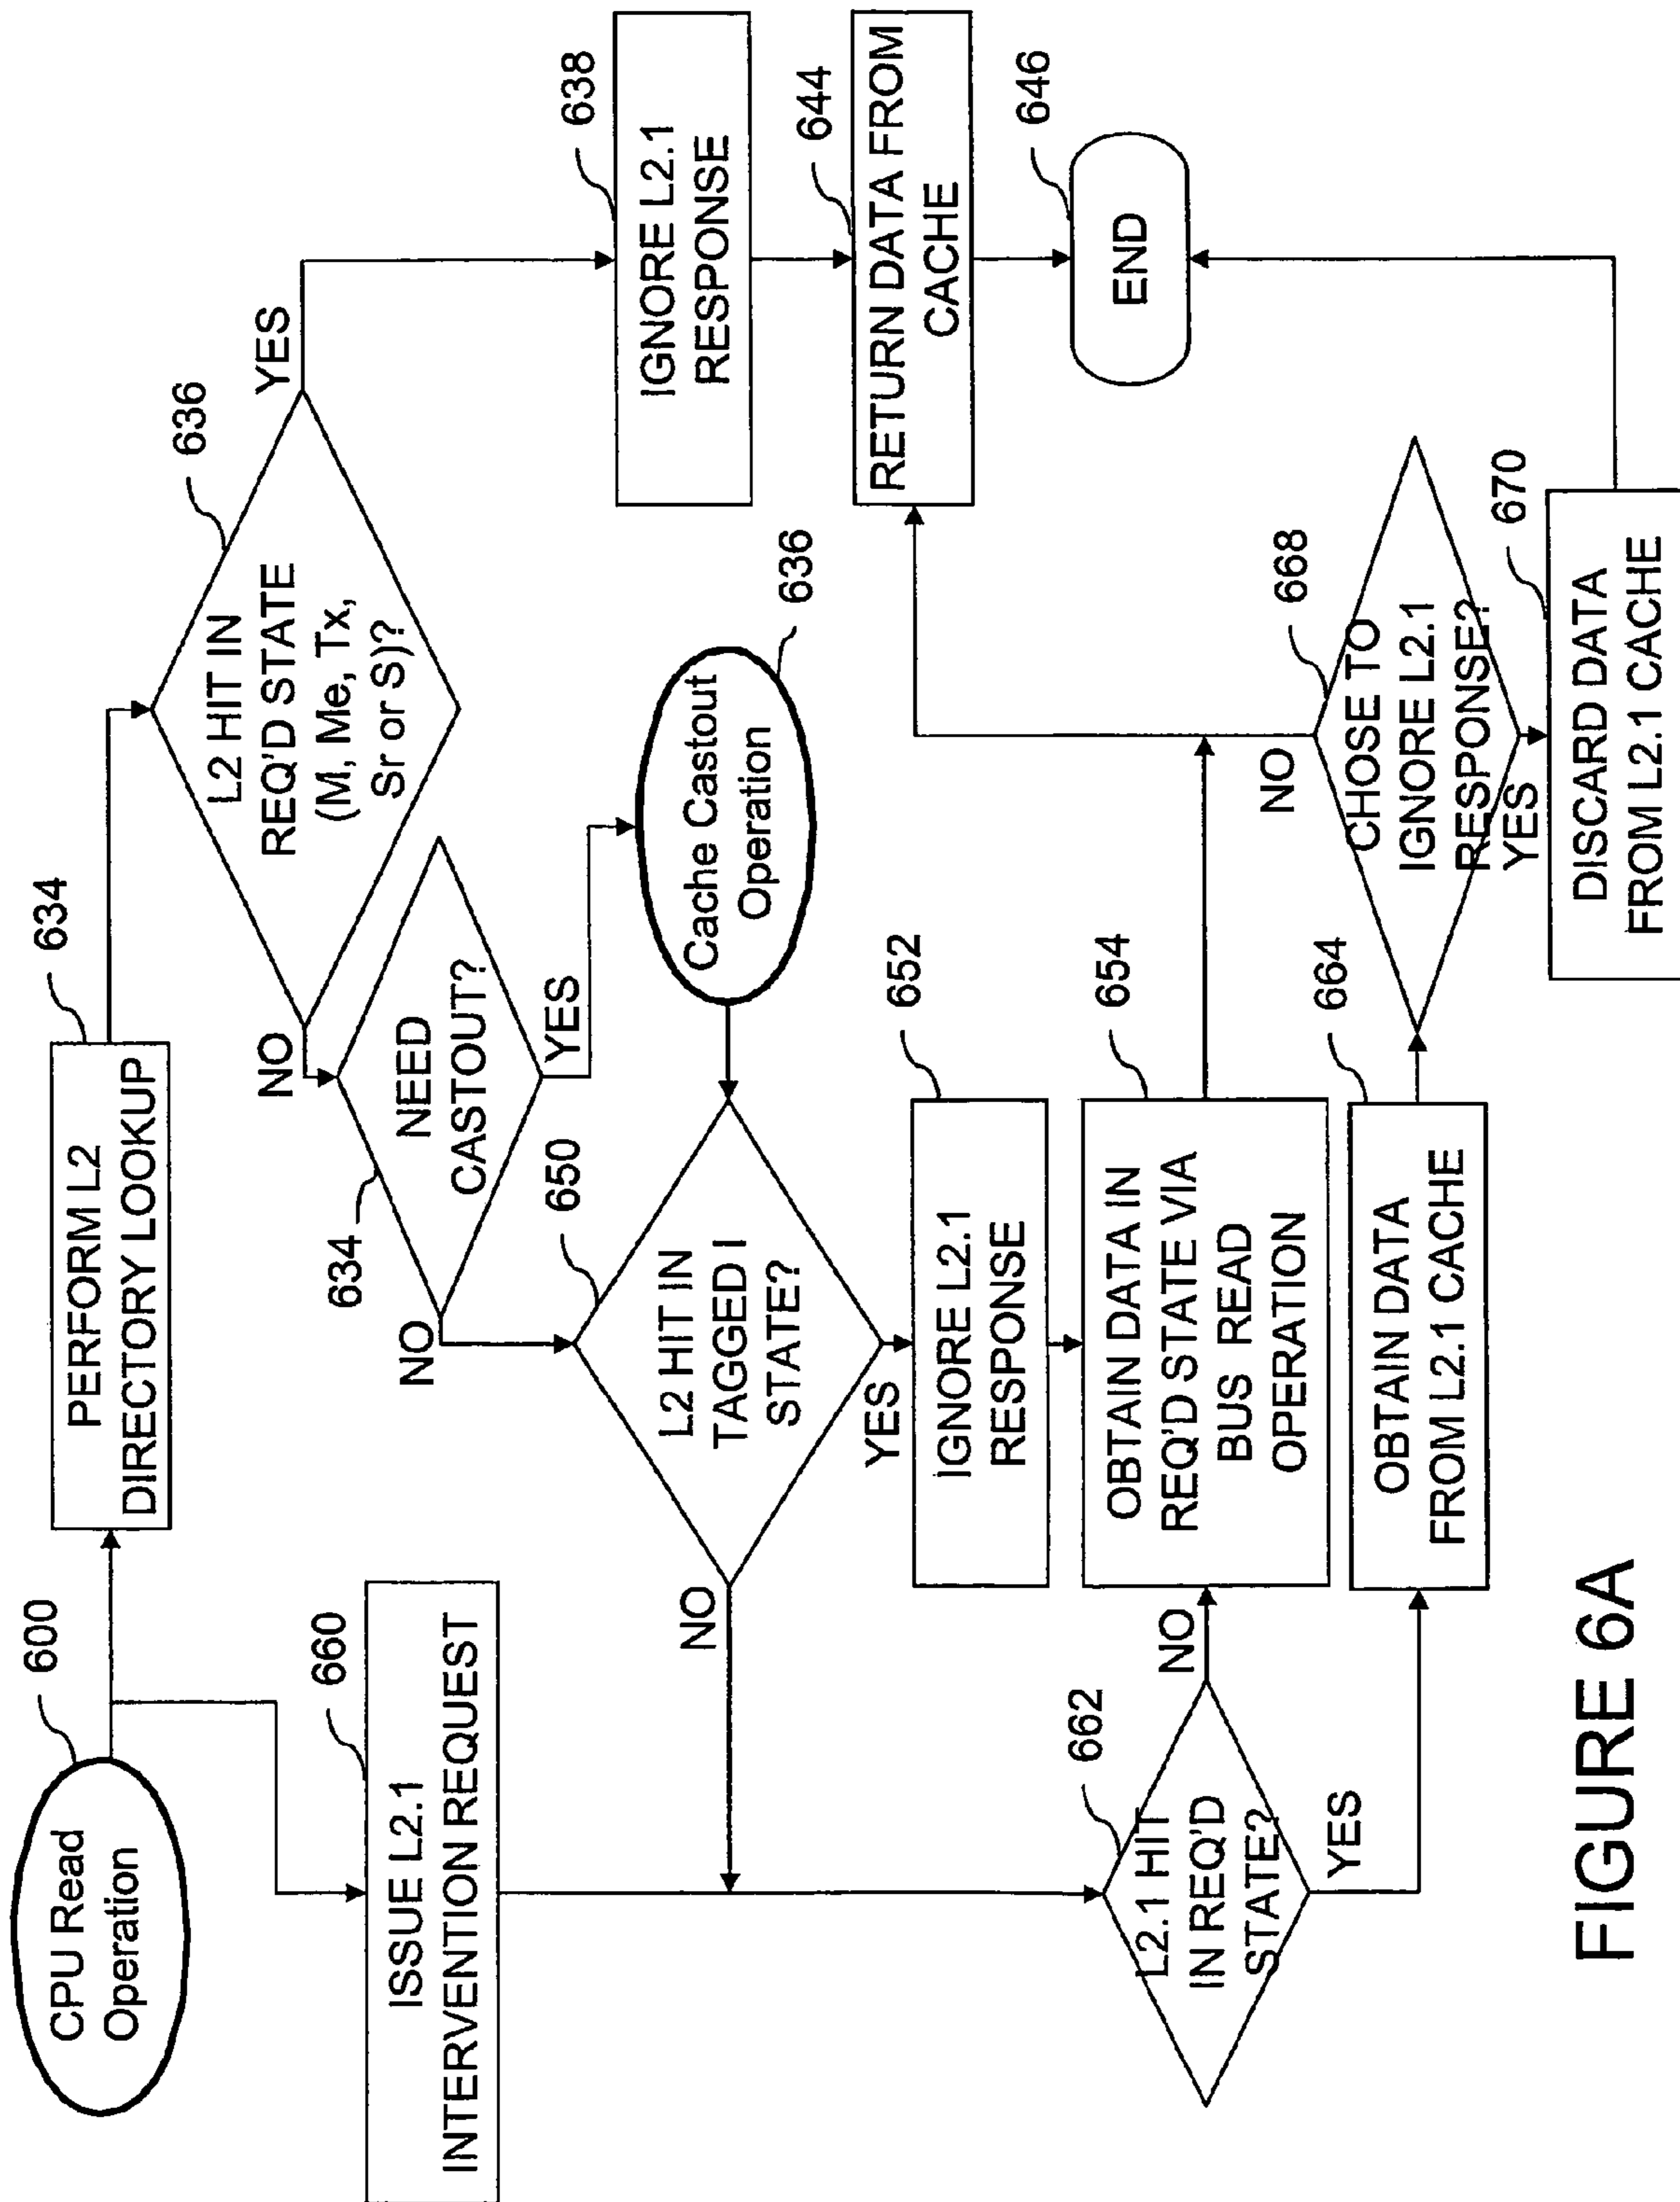 600
CPU Read
Operation
634
PERFORM L2
DIRECTORY LOOKUP
636
L2 HIT IN
REQ'D STATE
(M, Me, Tx,
Sr or S)?
YES
NO
638
IGNORE L2.1
RESPONSE
644
RETURN DATA FROM
CACHE
646
END
634
NEED
CASTOUT?
YES
NO
636
Cache Castout
Operation
660
ISSUE L2.1
INTERVENTION REQUEST
650
L2 HIT IN
TAGGED I
STATE?
NO
YES
652
IGNORE L2.1
RESPONSE
654
OBTAIN DATA IN
REQ'D STATE VIA
BUS READ
OPERATION
662
L2.1 HIT
IN REQ'D
STATE?
NO
YES
664
OBTAIN DATA
FROM L2.1 CACHE
668
CHOSE TO
IGNORE L2.1
RESPONSE?
NO
YES
670
DISCARD DATA
FROM L2.1 CACHE
FIGURE 6A